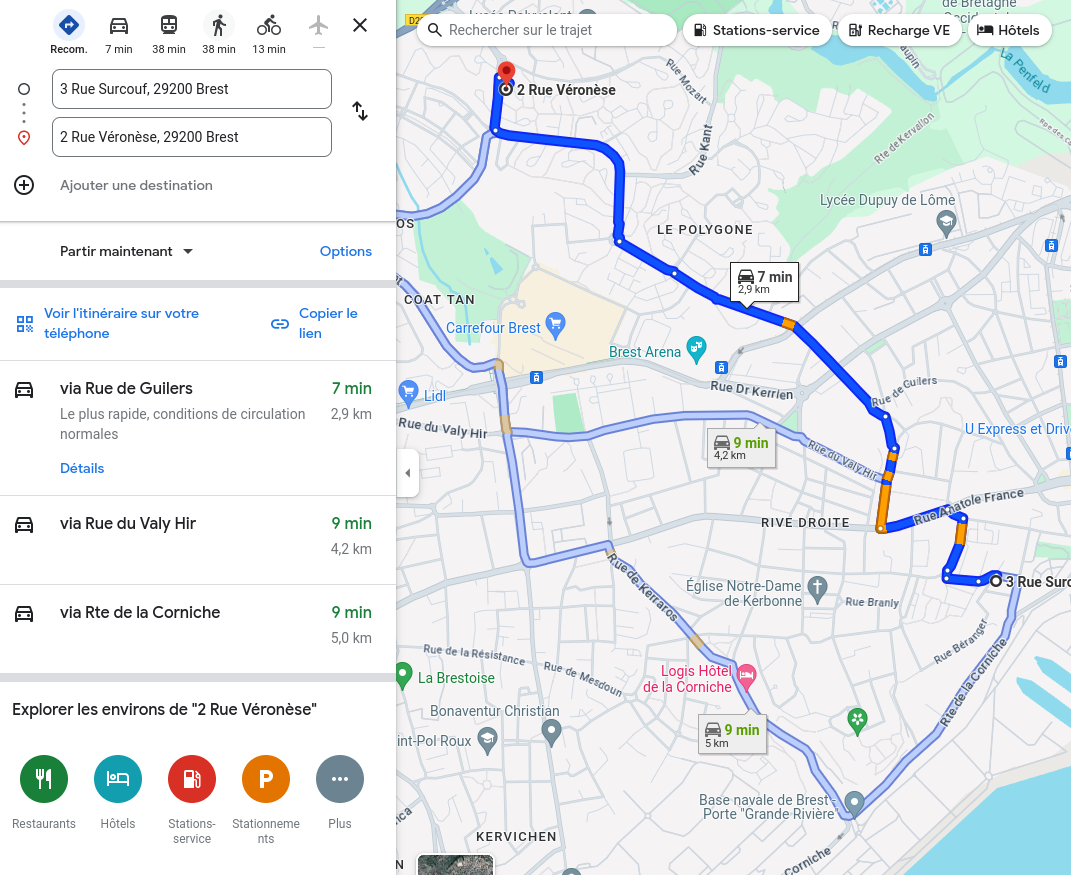 Recom.
7 min
38 min
38 min
13 min
—
3 Rue Surcouf, 29200 Brest
2 Rue Véronèse, 29200 Brest
Ajouter une destination
Partir maintenant
Options
Voir l'itinéraire sur votre
téléphone
Copier le
lien
via Rue de Guilers
7 min
Le plus rapide, conditions de circulation
normales
2,9 km
Détails
via Rue du Valy Hir
9 min
4,2 km
via Rte de la Corniche
9 min
5,0 km
Explorer les environs de "2 Rue Véronèse"
P
Restaurants
Hôtels
Stations-
service
Stationneme
nts
Plus
Rechercher sur le trajet
Stations-service
Recharge VE
Hôtels
de Bretagne
La Penfeld
2 Rue Véronèse
Rue Mozart
Rue Kant
Rte de Kervallon
Lycée Dupuy de Lôme
LE POLYGONE
OS
COAT TAN
7 min
2,9 km
Carrefour Brest
Brest Arena
Lidl
Rue Dr Kerrien
Rue de Guilers
Rue du Valy Hir
U Express et Driv
9 min
4,2 km
Rue du Valy Hir
RIVE DROITE
Rue Anatole France
3 Rue Surc
Église Notre-Dame
de Kerbonne
Rue Branly
Rue de Kerraros
Rue Béranger
Rte de la Corniche
Rue de la Résistance
Rue de Mesdoun
La Brestoise
Logis Hôtel
de la Corniche
Bonaventur Christian
int-Pol Roux
9 min
5 km
Base navale de Brest -
Porte "Grande Rivière"
KERVICHEN
N
Corniche